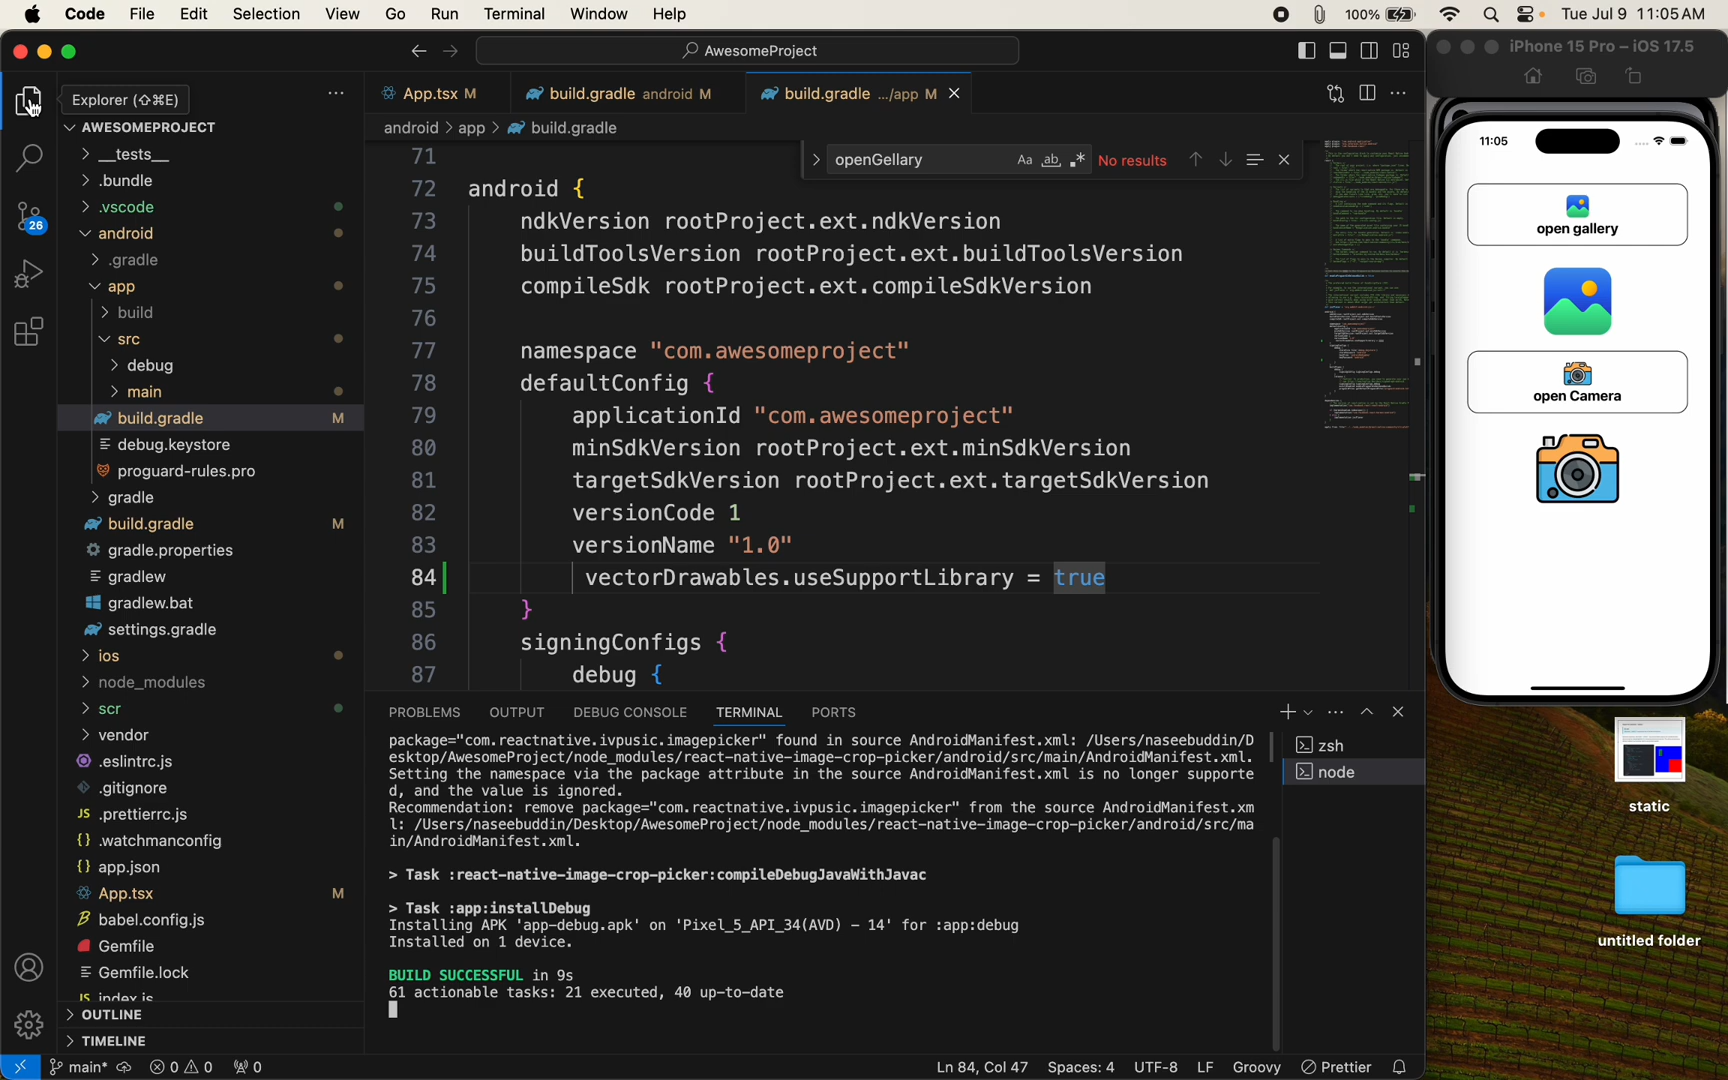 Code File Edit Selection View Go Run Terminal Window Help 100% Tue Jul 9 11:05 AM
AwesomeProject
iPhone 15 Pro – iOS 17.5
Explorer (⇧⌘E)
App.tsx M
build.gradle android M
build.gradle .../app M
AWESOMEPROJECT
android > app > build.gradle
openGellary Aa ab No results
__tests__
.bundle
.vscode
android
.gradle
app
build
src
debug
main
build.gradle M
debug.keystore
proguard-rules.pro
gradle
build.gradle M
gradle.properties
gradlew
gradlew.bat
settings.gradle
ios
node_modules
scr
vendor
.eslintrc.js
.gitignore
JS .prettierrc.js
{} .watchmanconfig
{} app.json
App.tsx M
babel.config.js
Gemfile
Gemfile.lock
JS index.js
OUTLINE
TIMELINE
26
71
72 android {
73 ndkVersion rootProject.ext.ndkVersion
74 buildToolsVersion rootProject.ext.buildToolsVersion
75 compileSdk rootProject.ext.compileSdkVersion
76
77 namespace "com.awesomeproject"
78 defaultConfig {
79 applicationId "com.awesomeproject"
80 minSdkVersion rootProject.ext.minSdkVersion
81 targetSdkVersion rootProject.ext.targetSdkVersion
82 versionCode 1
83 versionName "1.0"
84 vectorDrawables.useSupportLibrary = true
85 }
86 signingConfigs {
87 debug {
PROBLEMS OUTPUT DEBUG CONSOLE TERMINAL PORTS
package="com.reactnative.ivpusic.imagepicker" found in source AndroidManifest.xml: /Users/naseebuddin/D
esktop/AwesomeProject/node_modules/react-native-image-crop-picker/android/src/main/AndroidManifest.xml.
Setting the namespace via the package attribute in the source AndroidManifest.xml is no longer supporte
d, and the value is ignored.
Recommendation: remove package="com.reactnative.ivpusic.imagepicker" from the source AndroidManifest.xm
l: /Users/naseebuddin/Desktop/AwesomeProject/node_modules/react-native-image-crop-picker/android/src/ma
in/AndroidManifest.xml.
> Task :react-native-image-crop-picker:compileDebugJavaWithJavac
> Task :app:installDebug
Installing APK 'app-debug.apk' on 'Pixel_5_API_34(AVD) - 14' for :app:debug
Installed on 1 device.
BUILD SUCCESSFUL in 9s
61 actionable tasks: 21 executed, 40 up-to-date
zsh
node
main* 0 0 0 Ln 84, Col 47 Spaces: 4 UTF-8 LF Groovy Prettier
11:05
open gallery
open Camera
static
untitled folder